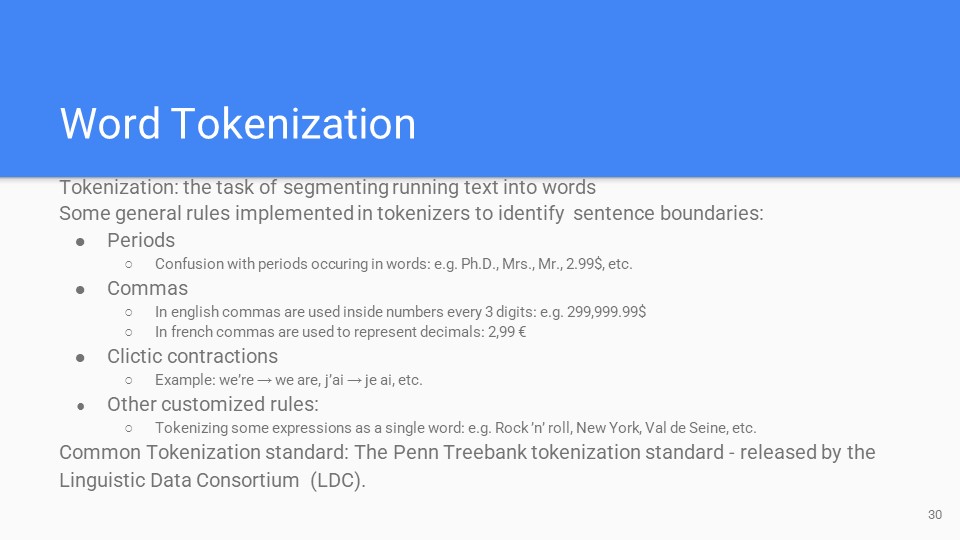 Word Tokenization
Tokenization: the task of segmenting running text into words
Some general rules implemented in tokenizers to identify sentence boundaries:
● Periods
○ Confusion with periods occuring in words: e.g. Ph.D., Mrs., Mr., 2.99$, etc.
● Commas
○ In english commas are used inside numbers every 3 digits: e.g. 299,999.99$
○ In french commas are used to represent decimals: 2,99 €
● Clictic contractions
○ Example: we’re → we are, j’ai → je ai, etc.
● Other customized rules:
○ Tokenizing some expressions as a single word: e.g. Rock ’n’ roll, New York, Val de Seine, etc.
Common Tokenization standard: The Penn Treebank tokenization standard - released by the
Linguistic Data Consortium (LDC).
30